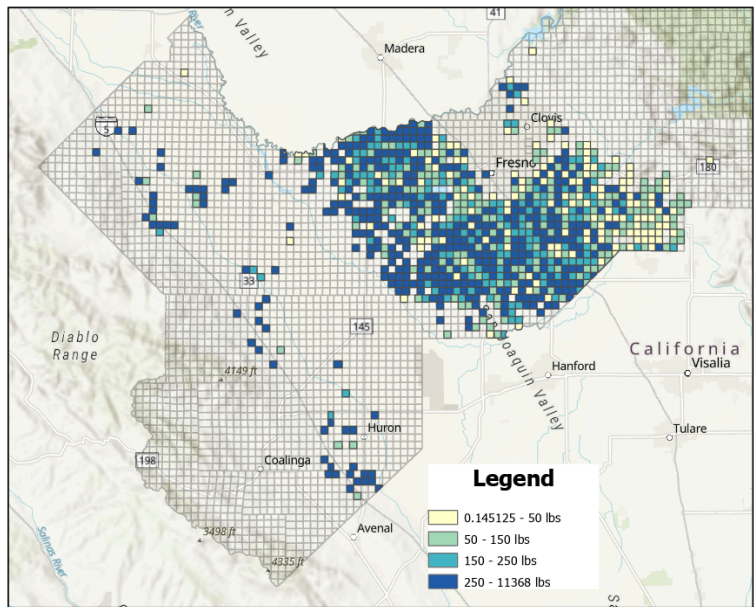 41
River
Valley
Madera
5
Clovis
Fresno
180
33
145
Diablo
Range
San Joaquin Valley
California
Visalia
Hanford
4149 ft
Tulare
Huron
198
Coalinga
Legend
0.145125 - 50 lbs
50 - 150 lbs
150 - 250 lbs
250 - 11368 lbs
3498 ft
Avenal
Salinas River
4335 ft